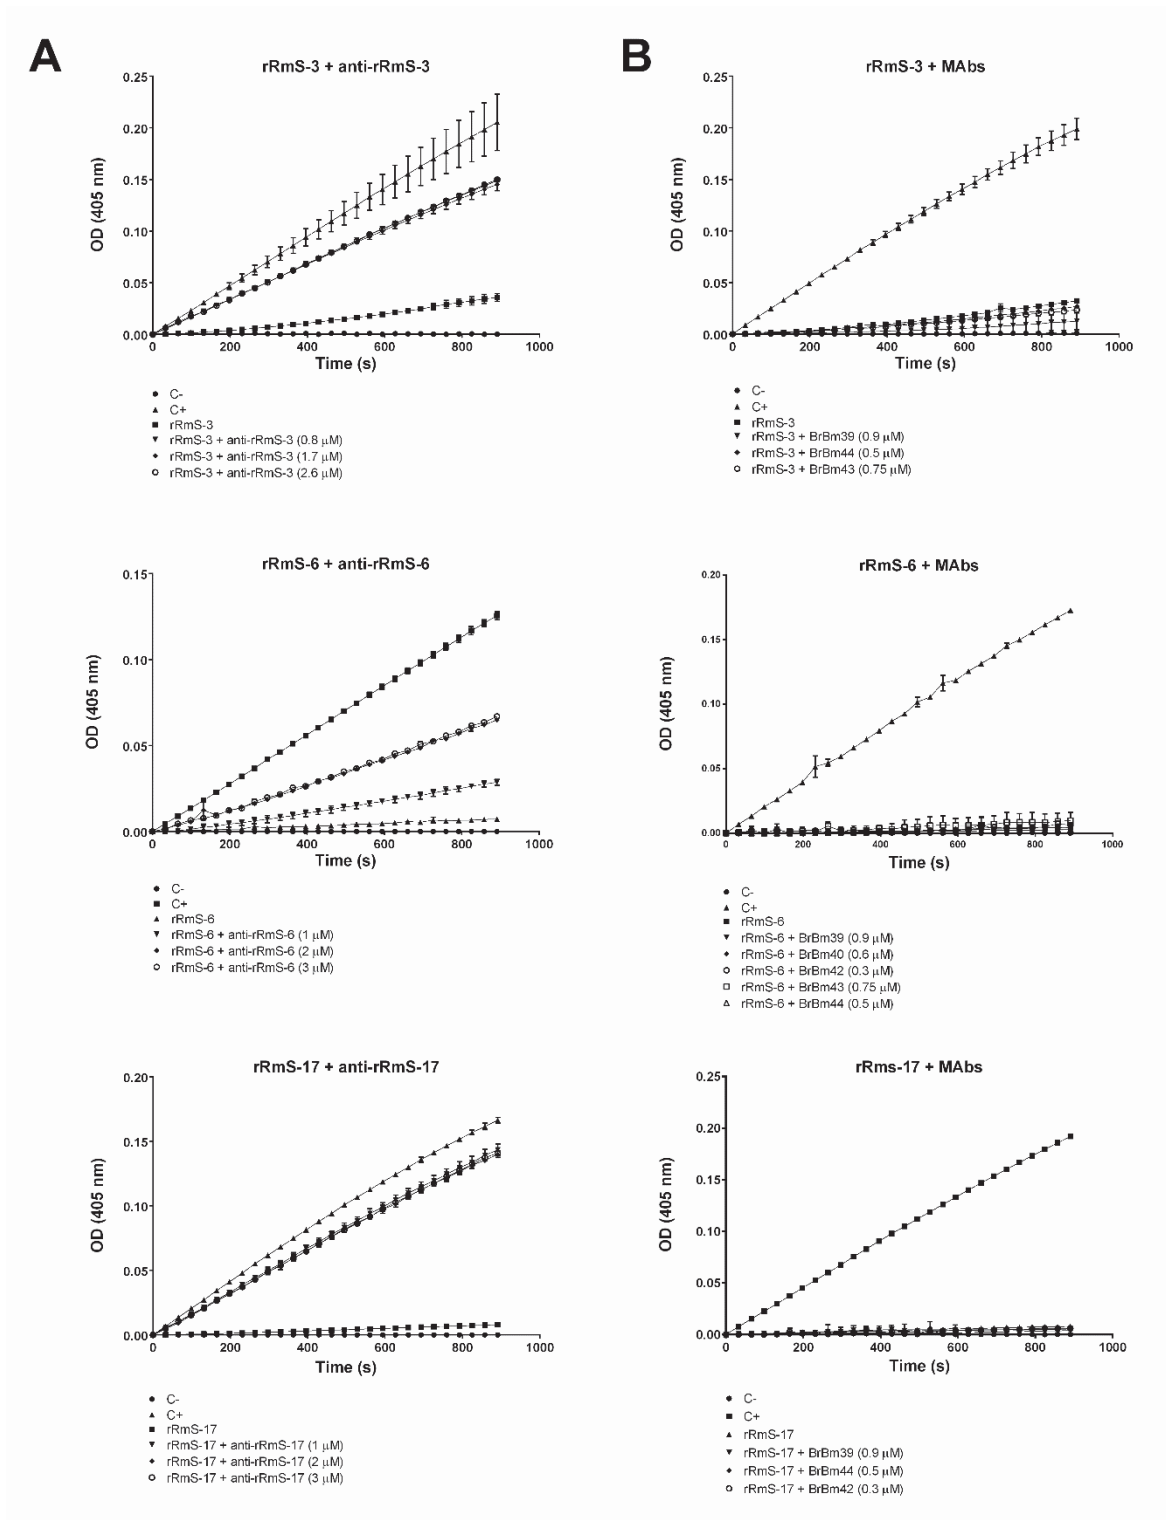 A
B
rRmS-3 + anti-rRmS-3
0.25
0.20
0.15
0.10
0.05
0.00
OD (405 nm)
0
200
400
600
800
1000
Time (s)
C-
C+
rRmS-3
rRmS-3 + anti-rRmS-3 (0.8 µM)
rRmS-3 + anti-rRmS-3 (1.7 µM)
rRmS-3 + anti-rRmS-3 (2.6 µM)
rRmS-3 + MAbs
0.25
0.20
0.15
0.10
0.05
0.00
OD (405 nm)
0
200
400
600
800
1000
Time (s)
C-
C+
rRmS-3
rRmS-3 + BrBm39 (0.9 µM)
rRmS-3 + BrBm44 (0.5 µM)
rRmS-3 + BrBm43 (0.75 µM)
rRmS-6 + anti-rRmS-6
0.15
0.10
0.05
0.00
OD (405 nm)
0
200
400
600
800
1000
Time (s)
C-
C+
rRmS-6
rRmS-6 + anti-rRmS-6 (1 µM)
rRmS-6 + anti-rRmS-6 (2 µM)
rRmS-6 + anti-rRmS-6 (3 µM)
rRmS-6 + MAbs
0.20
0.15
0.10
0.05
0.00
OD (405 nm)
0
200
400
600
800
1000
Time (s)
C-
C+
rRmS-6
rRmS-6 + BrBm39 (0.9 µM)
rRmS-6 + BrBm40 (0.6 µM)
rRmS-6 + BrBm42 (0.3 µM)
rRmS-6 + BrBm43 (0.75 µM)
rRmS-6 + BrBm44 (0.5 µM)
rRmS-17 + anti-rRmS-17
0.20
0.15
0.10
0.05
0.00
OD (405 nm)
0
200
400
600
800
1000
Time (s)
C-
C+
rRmS-17
rRmS-17 + anti-rRmS-17 (1 µM)
rRmS-17 + anti-rRmS-17 (2 µM)
rRmS-17 + anti-rRmS-17 (3 µM)
rRms-17 + MAbs
0.25
0.20
0.15
0.10
0.05
0.00
OD (405 nm)
0
200
400
600
800
1000
Time (s)
C-
C+
rRmS-17
rRmS-17 + BrBm39 (0.9 µM)
rRmS-17 + BrBm44 (0.5 µM)
rRmS-17 + BrBm42 (0.3 µM)